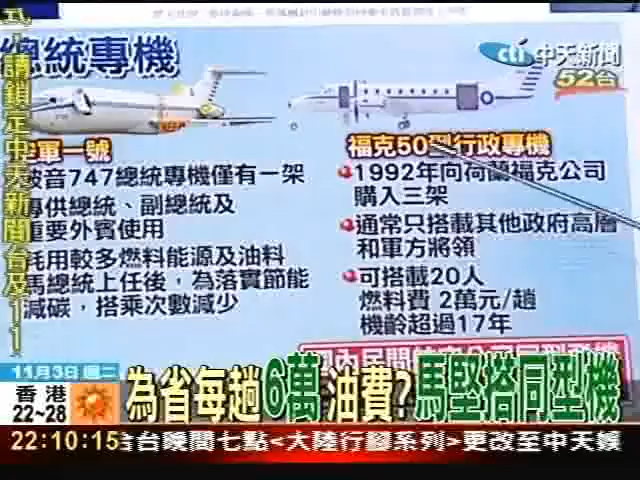 總統專機
cti 中天新聞
52台
請鎖定中天新聞台及11
空軍一號
波音747總統專機僅有一架
專供總統、副總統及
重要外賓使用
耗用較多燃料能源及油料
馬總統上任後，為落實節能
減碳，搭乘次數減少
福克50型行政專機
1992年向荷蘭福克公司
購入三架
通常只搭載其他政府高層
和軍方將領
可搭載20人
燃料費 2萬元/趟
機齡超過17年
11月3日 週二
香港
22~28
為省每趟6萬油費?馬堅搭同型機
22:10:15
台晚間七點<大陸行腳系列>更改至中天娛